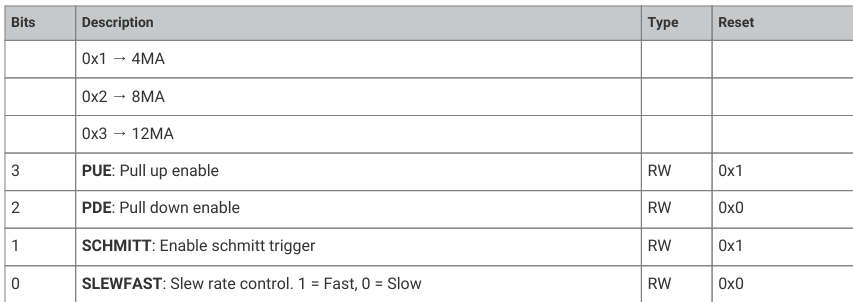 Bits Description Type Reset
0x1 → 4MA
0x2 → 8MA
0x3 → 12MA
3 PUE: Pull up enable RW 0x1
2 PDE: Pull down enable RW 0x0
1 SCHMITT: Enable schmitt trigger RW 0x1
0 SLEWFAST: Slew rate control. 1 = Fast, 0 = Slow RW 0x0